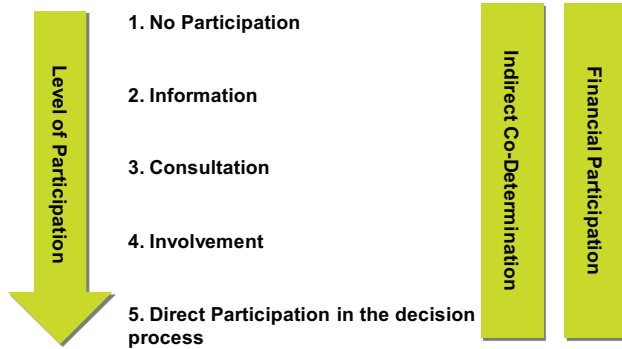 Level of Participation
1. No Participation
2. Information
3. Consultation
4. Involvement
5. Direct Participation in the decision
process
Indirect Co-Determination
Financial Participation